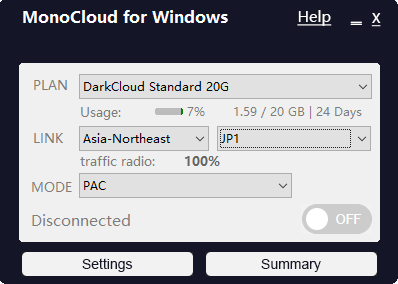 MonoCloud for Windows Help _ X
PLAN DarkCloud Standard 20G
Usage: 7% 1.59 / 20 GB | 24 Days
LINK Asia-Northeast JP1
traffic radio: 100%
MODE PAC
Disconnected OFF
Settings Summary